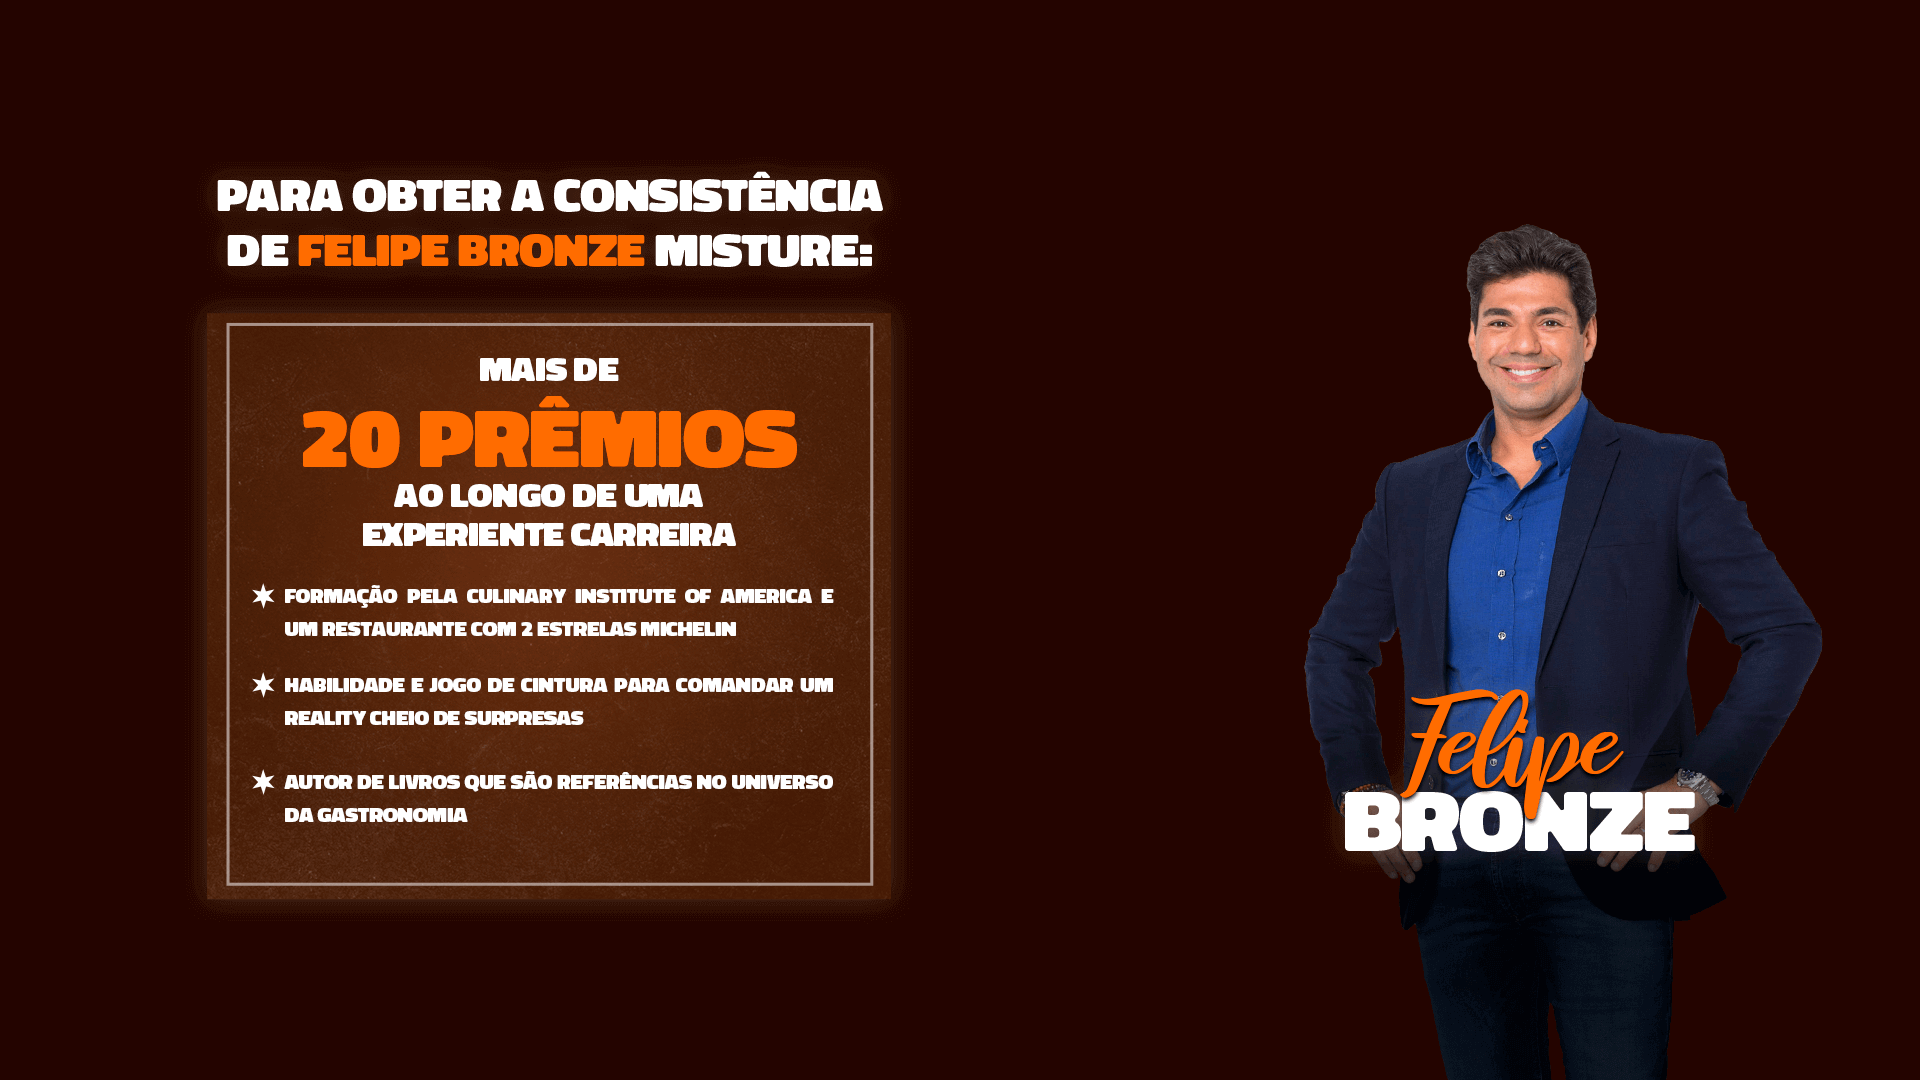 PARA OBTER A CONSISTÊNCIA
DE FELIPE BRONZE MISTURE:
MAIS DE
20 PRÊMIOS
AO LONGO DE UMA
EXPERIENTE CARREIRA
FORMAÇÃO PELA CULINARY INSTITUTE OF AMERICA E
UM RESTAURANTE COM 2 ESTRELAS MICHELIN
HABILIDADE E JOGO DE CINTURA PARA COMANDAR UM
REALITY CHEIO DE SURPRESAS
AUTOR DE LIVROS QUE SÃO REFERÊNCIAS NO UNIVERSO
DA GASTRONOMIA
Felipe
BRONZE